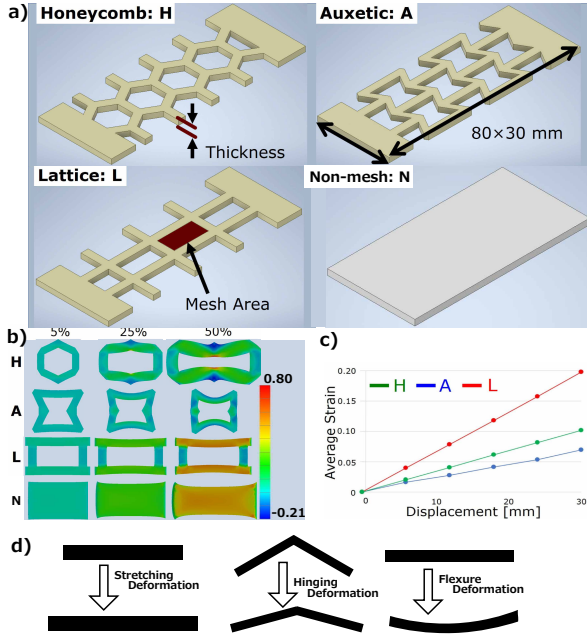 a)
Honeycomb: H
Auxetic: A
Thickness
80×30 mm
Lattice: L
Non-mesh: N
Mesh Area
b)
5% 25% 50%
H
A
L
N
0.80
-0.21
c)
Average Strain
0.20
0.15
0.10
0.05
0
H A L
0 10 20 30
Displacement [mm]
d)
Stretching
Deformation
Hinging
Deformation
Flexure
Deformation